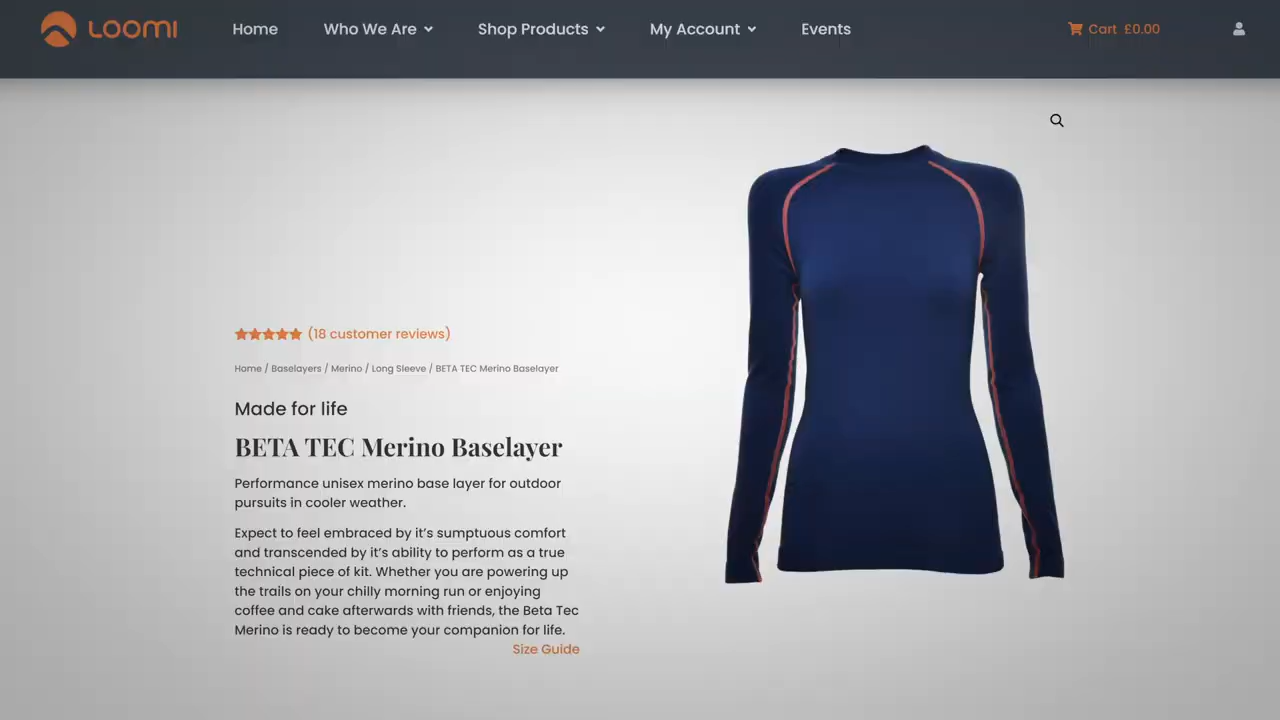 LOOMI
Home
Who We Are
Shop Products
My Account
Events
Cart £0.00
(18 customer reviews)
Home / Baselayers / Merino / Long Sleeve / BETA TEC Merino Baselayer
Made for life
BETA TEC Merino Baselayer
Performance unisex merino base layer for outdoor
pursuits in cooler weather.
Expect to feel embraced by it’s sumptuous comfort
and transcended by it’s ability to perform as a true
technical piece of kit. Whether you are powering up
the trails on your chilly morning run or enjoying
coffee and cake afterwards with friends, the Beta Tec
Merino is ready to become your companion for life.
Size Guide